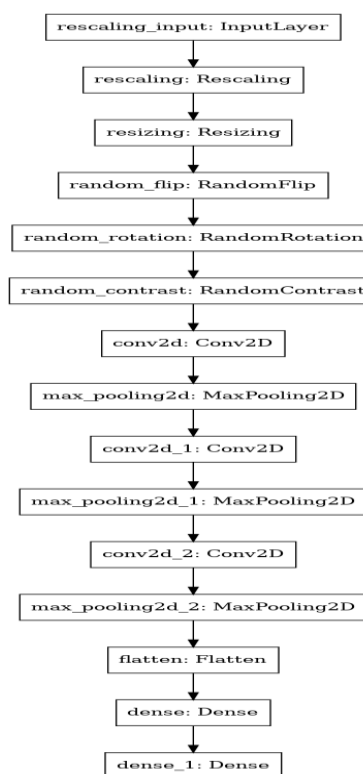 rescaling_input: InputLayer
rescaling: Rescaling
resizing: Resizing
random_flip: RandomFlip
random_rotation: RandomRotation
random_contrast: RandomContrast
conv2d: Conv2D
max_pooling2d: MaxPooling2D
conv2d_1: Conv2D
max_pooling2d_1: MaxPooling2D
conv2d_2: Conv2D
max_pooling2d_2: MaxPooling2D
flatten: Flatten
dense: Dense
dense_1: Dense